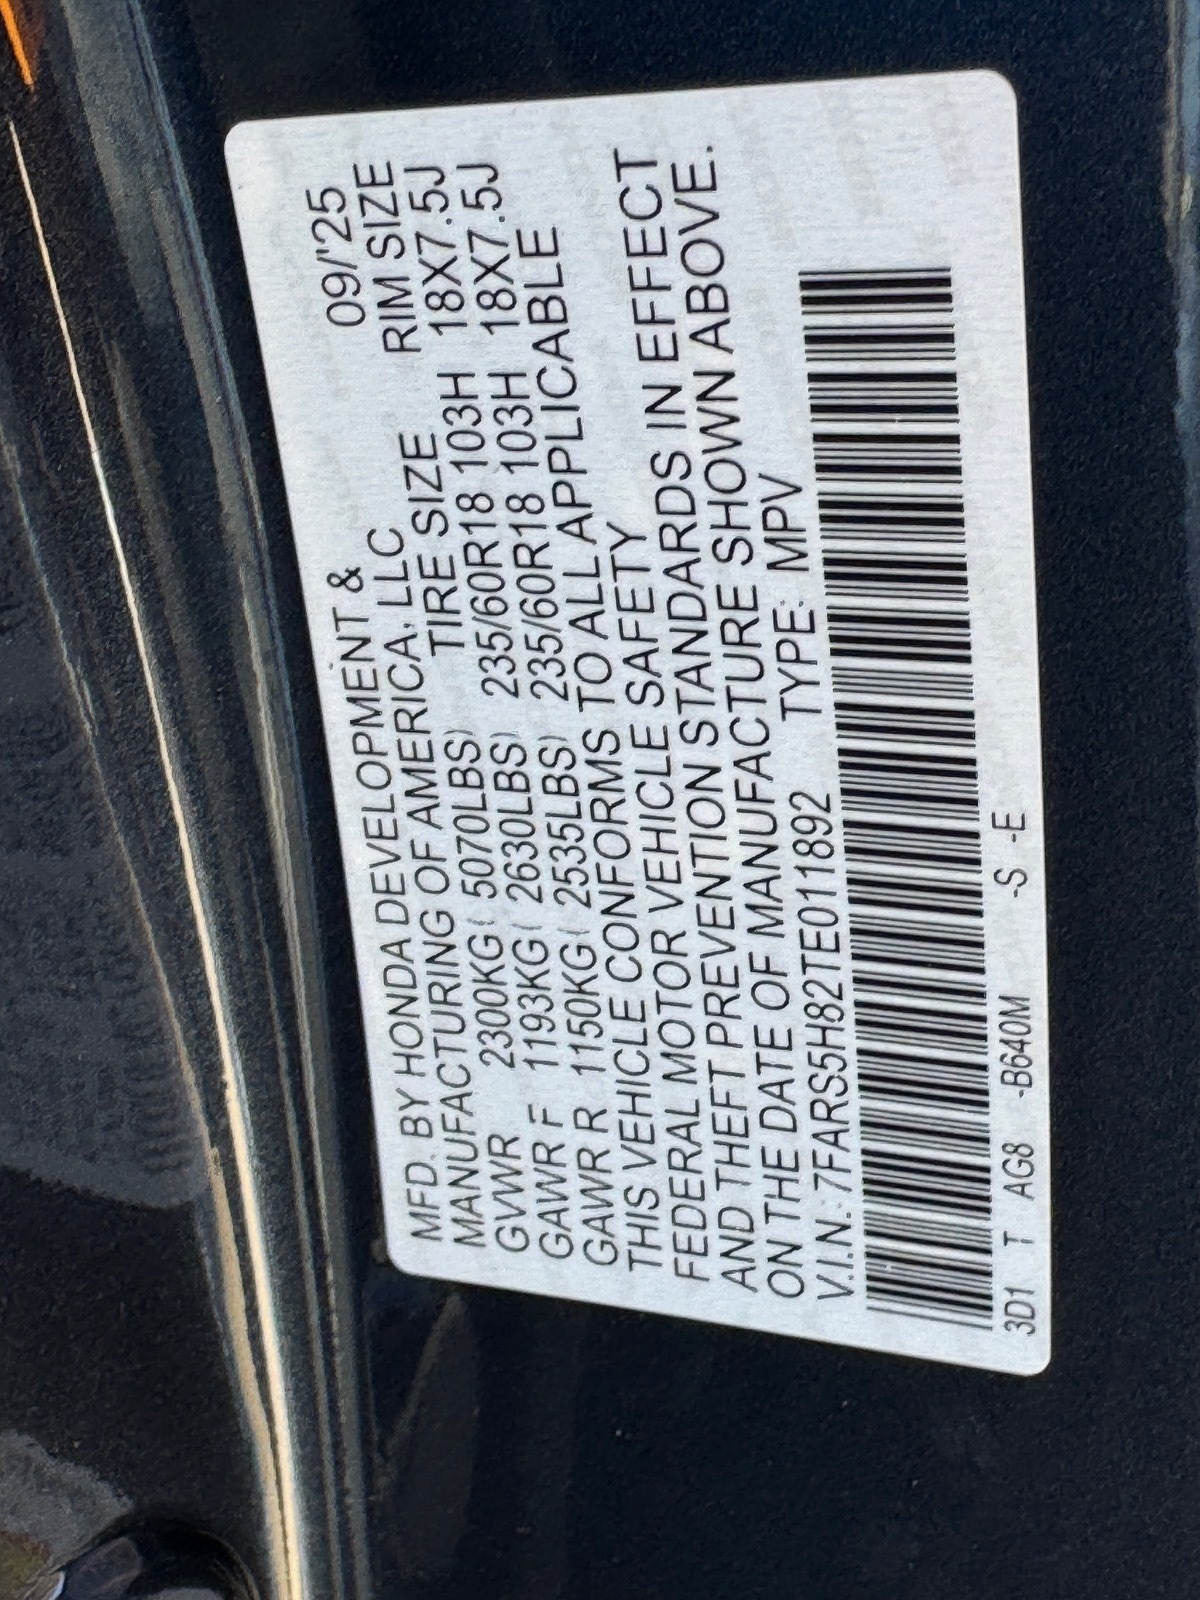 09/'25
MFD. BY HONDA DEVELOPMENT &
MANUFACTURING OF AMERICA, LLC RIM SIZE
GVWR 2300KG( 5070LBS) TIRE SIZE 18X7.5J
GAWR F 1193KG( 2630LBS) 235/60R18 103H 18X7.5J
GAWR R 1150KG( 2535LBS) 235/60R18 103H
THIS VEHICLE CONFORMS TO ALL APPLICABLE
FEDERAL MOTOR VEHICLE SAFETY
AND THEFT PREVENTION STANDARDS IN EFFECT
ON THE DATE OF MANUFACTURE SHOWN ABOVE.
V.I.N.: 7FARS5H82TE011892 TYPE: MPV
3D1 T AG8 -B640M -S -E